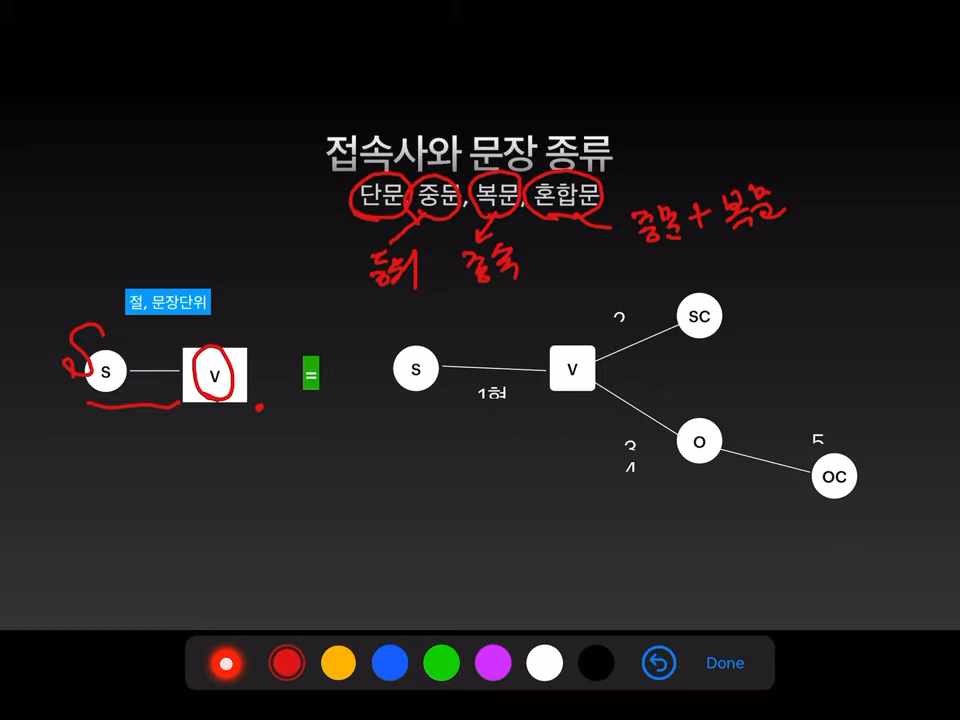 접속사와 문장 종류
단문, 중문, 복문, 혼합문
중문 + 복문
등위 종속
절, 문장단위
S
S V = S V SC
1형
2
3
4
O
5
OC
Done